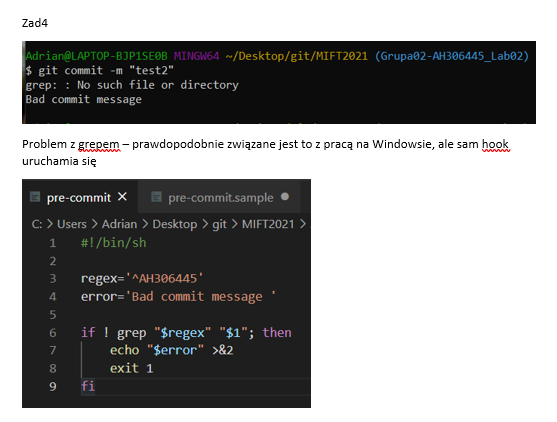 Zad4
Adrian@LAPTOP-BJP1SE0B MINGW64 ~/Desktop/git/MIFT2021 (Grupa02-AH306445_Lab02)
$ git commit -m "test2"
grep: : No such file or directory
Bad commit message
Problem z grepem – prawdopodobnie związane jest to z pracą na Windowsie, ale sam hook
uruchamia się
pre-commit pre-commit.sample
C: > Users > Adrian > Desktop > git > MIFT2021 >
1 #!/bin/sh
2
3 regex='^AH306445'
4 error='Bad commit message '
5
6 if ! grep "$regex" "$1"; then
7 echo "$error" >&2
8 exit 1
9 fi